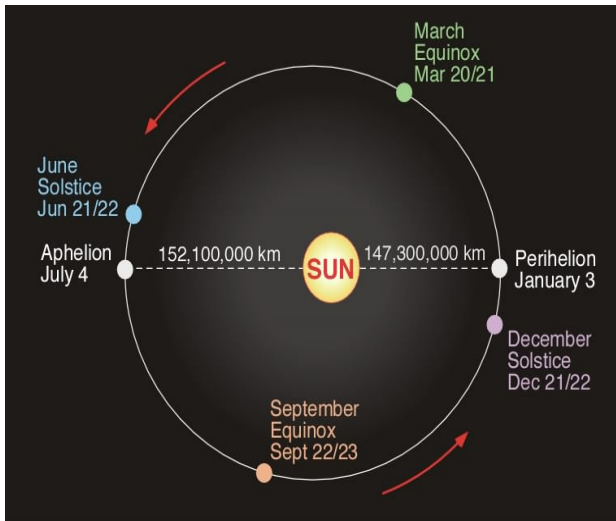 March
Equinox
Mar 20/21
June
Solstice
Jun 21/22
Aphelion
July 4
152,100,000 km
SUN
147,300,000 km
Perihelion
January 3
December
Solstice
Dec 21/22
September
Equinox
Sept 22/23